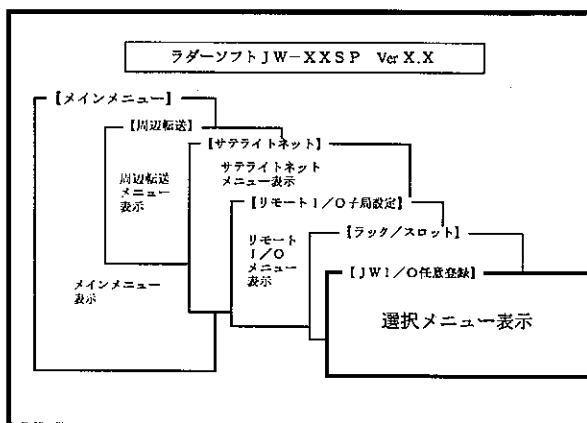 ラダーソフトJW-XXSP Ver X.X
【メインメニュー】
【周辺転送】
【サテライトネット】
サテライトネット
メニュー表示
周辺転送
メニュー
表示
【リモートI/O子局設定】
【ラック/スロット】
リモート
I/O
メニュー
表示
【JWI/O任意登録】
メインメニュー
表示
選択メニュー表示